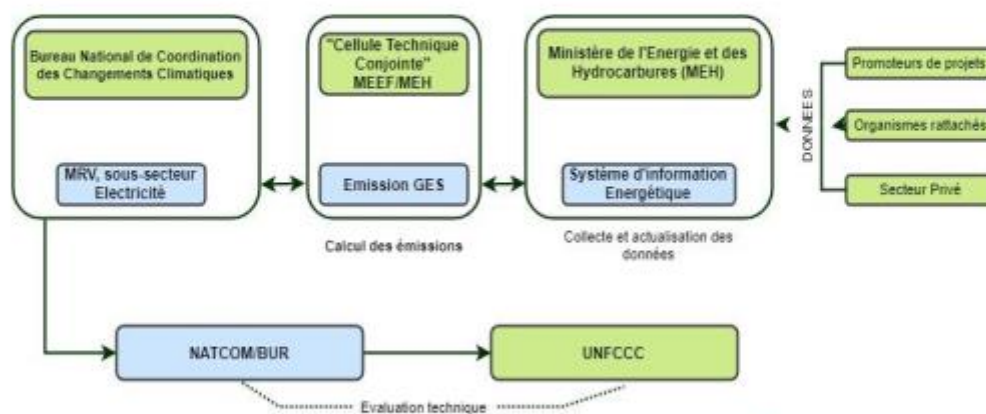 Bureau National de Coordination
des Changements Climatiques
MRV, sous-secteur
Electricité
"Cellule Technique
Conjointe"
MEEF/MEH
Emission GES
Calcul des émissions
Ministère de l'Energie et des
Hydrocarbures (MEH)
Système d'information
Energétique
Collecte et actualisation des
données
DONNEES
Promoteurs de projets
Organismes rattachés
Secteur Privé
NATCOM/BUR
UNFCCC
Evaluation technique